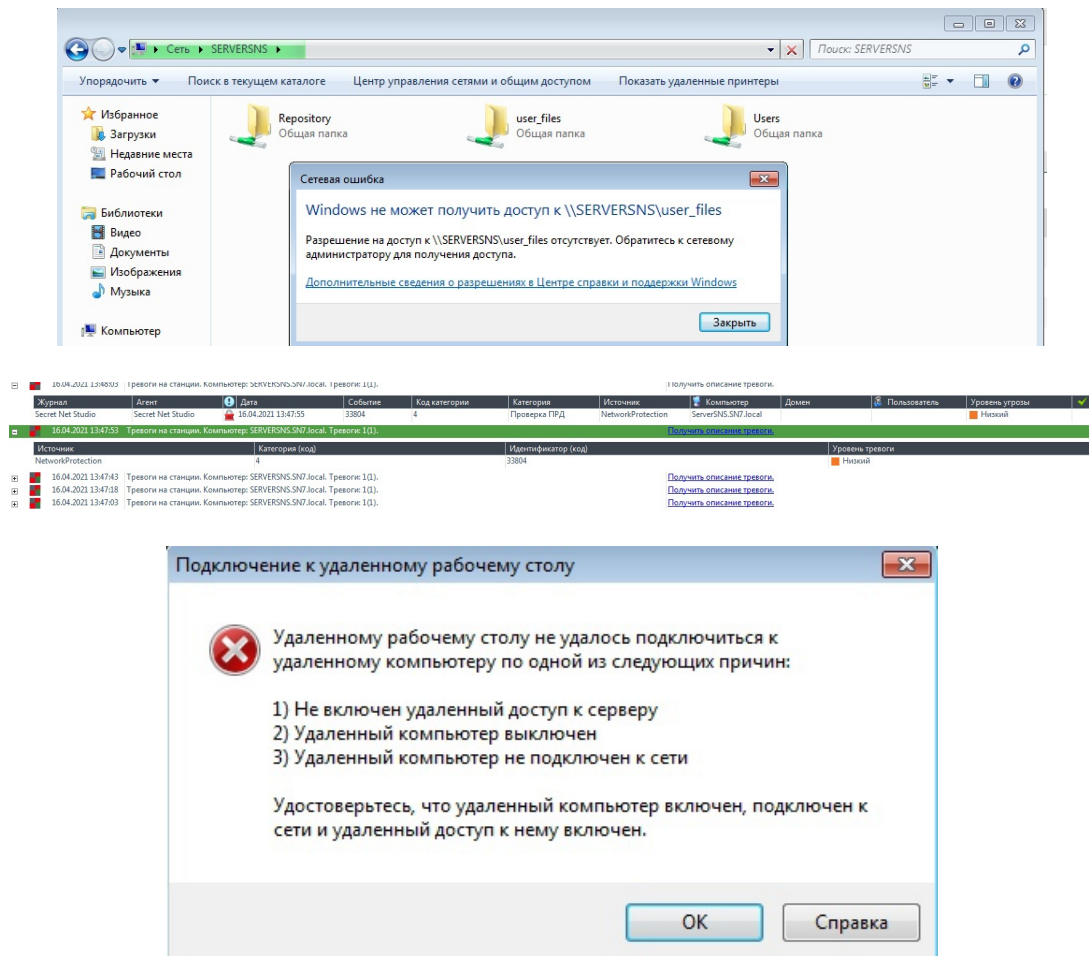 Сеть ▸ SERVERSNS ▸
Поиск: SERVERSNS
Упорядочить ▾ Поиск в текущем каталоге Центр управления сетями и общим доступом Показать удаленные принтеры
Избранное
Загрузки
Недавние места
Рабочий стол
Библиотеки
Видео
Документы
Изображения
Музыка
Компьютер
Repository
Общая папка
user_files
Общая папка
Users
Общая папка
Сетевая ошибка
Windows не может получить доступ к \\SERVERSNS\user_files
Разрешение на доступ к \\SERVERSNS\user_files отсутствует. Обратитесь к сетевому
администратору для получения доступа.
Дополнительные сведения о разрешениях в Центре справки и поддержки Windows
Закрыть
16.04.2021 13:48:03 Тревоги на станции. Компьютер: SERVERSNS.SN7.local. Тревоги: 1(1). Получить описание тревоги.
Журнал Агент Дата Событие Код категории Категория Источник Компьютер Домен Пользователь Уровень угрозы
Secret Net Studio Secret Net Studio 16.04.2021 13:47:55 33804 4 Проверка ПРД NetworkProtection ServerSNS.SN7.local Низкий
16.04.2021 13:47:53 Тревоги на станции. Компьютер: SERVERSNS.SN7.local. Тревоги: 1(1). Получить описание тревоги.
Источник Категория (код) Идентификатор (код) Уровень тревоги
NetworkProtection 4 33804 Низкий
16.04.2021 13:47:43 Тревоги на станции. Компьютер: SERVERSNS.SN7.local. Тревоги: 1(1). Получить описание тревоги.
16.04.2021 13:47:18 Тревоги на станции. Компьютер: SERVERSNS.SN7.local. Тревоги: 1(1). Получить описание тревоги.
16.04.2021 13:47:03 Тревоги на станции. Компьютер: SERVERSNS.SN7.local. Тревоги: 1(1). Получить описание тревоги.
Подключение к удаленному рабочему столу
Удаленному рабочему столу не удалось подключиться к
удаленному компьютеру по одной из следующих причин:
1) Не включен удаленный доступ к серверу
2) Удаленный компьютер выключен
3) Удаленный компьютер не подключен к сети
Удостоверьтесь, что удаленный компьютер включен, подключен к
сети и удаленный доступ к нему включен.
OK
Справка